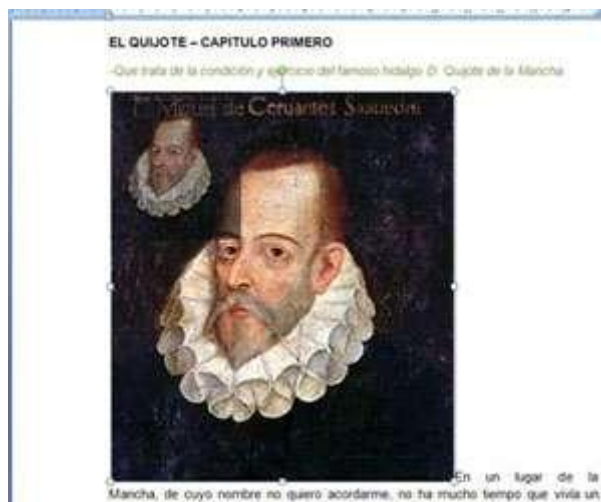 EL QUIJOTE – CAPITULO PRIMERO
-Que trata de la condición y ejercicio del famoso hidalgo D. Quijote de la Mancha
D. Miguel de Ceruantes Saauedra
En un lugar de la
Mancha, de cuyo nombre no quiero acordarme, no ha mucho tiempo que vivía un